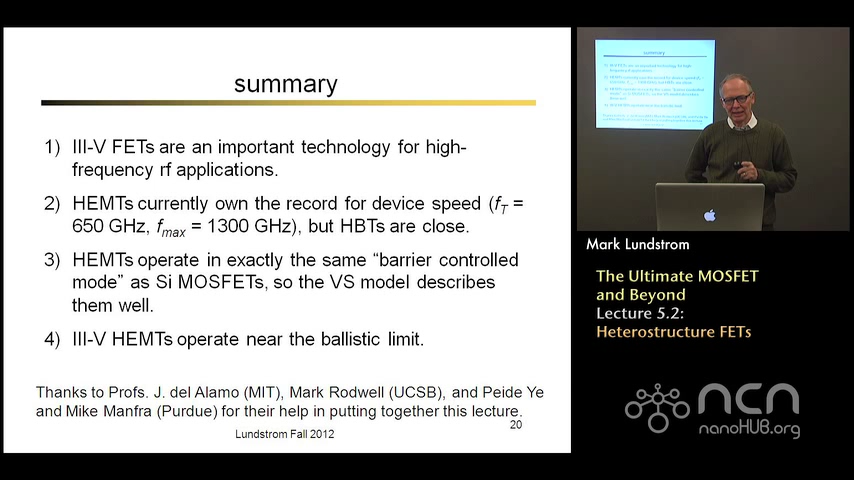 summary
1) III-V FETs are an important technology for high-
frequency rf applications.
2) HEMTs currently own the record for device speed (fT =
650 GHz, fmax = 1300 GHz), but HBTs are close.
3) HEMTs operate in exactly the same “barrier controlled
mode” as Si MOSFETs, so the VS model describes
them well.
4) III-V HEMTs operate near the ballistic limit.
Thanks to Profs. J. del Alamo (MIT), Mark Rodwell (UCSB), and Peide Ye
and Mike Manfra (Purdue) for their help in putting together this lecture.
20
Lundstrom Fall 2012
summary
Mark Lundstrom
The Ultimate MOSFET
and Beyond
Lecture 5.2:
Heterostructure FETs
ncn
nanoHUB.org